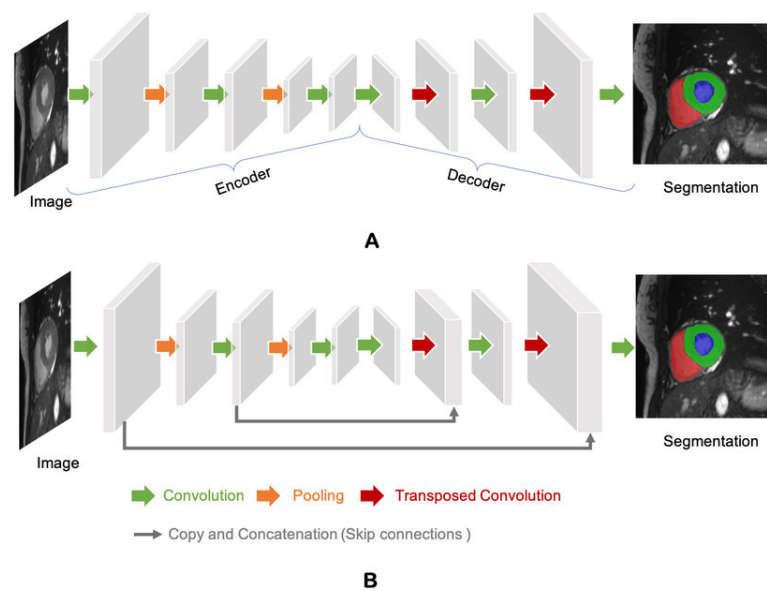 Encoder
Decoder
Image
Segmentation
A
Image
Segmentation
Convolution
Pooling
Transposed Convolution
Copy and Concatenation (Skip connections )
B